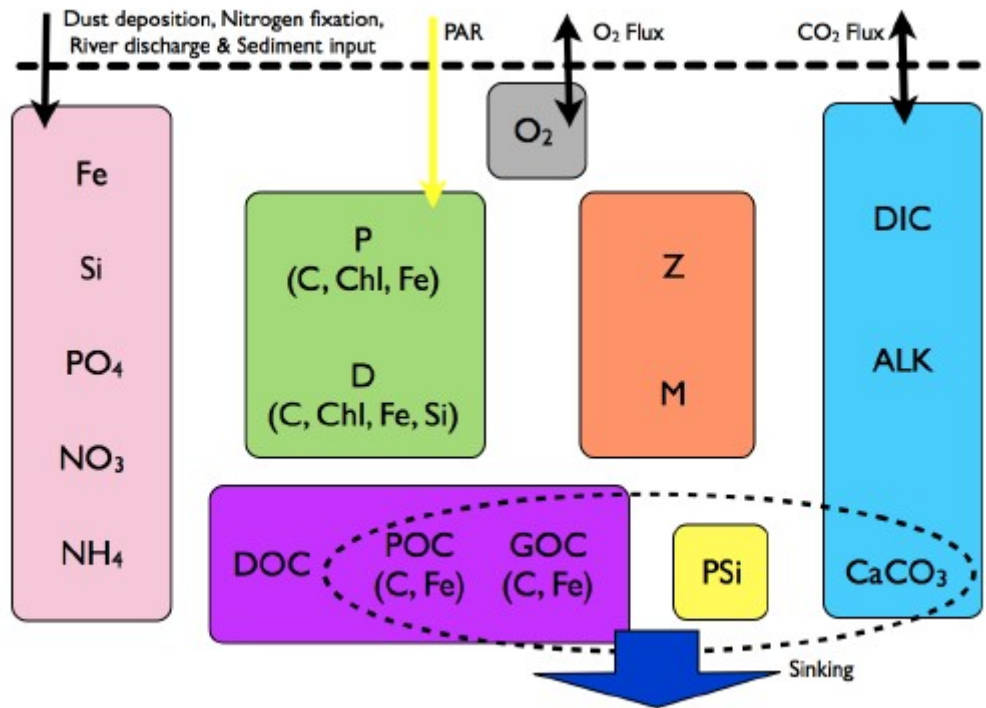 Dust deposition, Nitrogen fixation,
River discharge & Sediment input
PAR
O₂ Flux
CO₂ Flux
O₂
Fe
Si
PO₄
NO₃
NH₄
P
(C, Chl, Fe)
D
(C, Chl, Fe, Si)
Z
M
DIC
ALK
CaCO₃
DOC
POC
(C, Fe)
GOC
(C, Fe)
PSi
Sinking